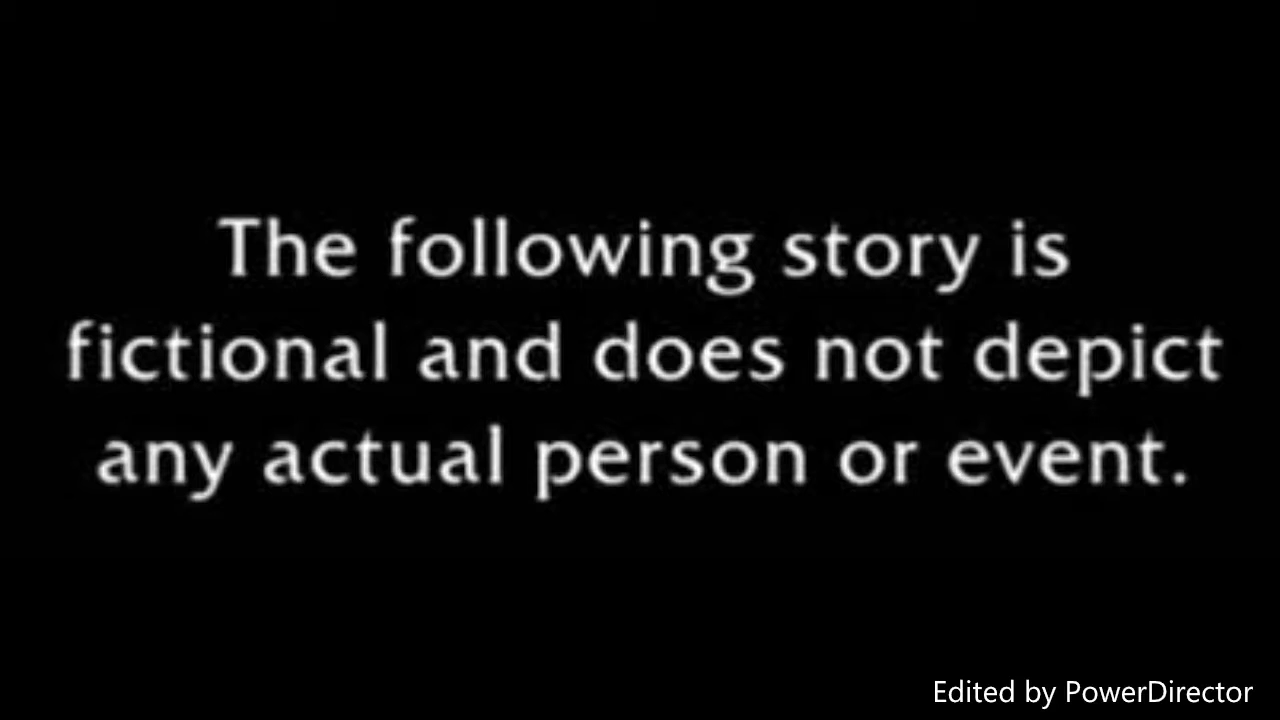 The following story is
fictional and does not depict
any actual person or event.
Edited by PowerDirector